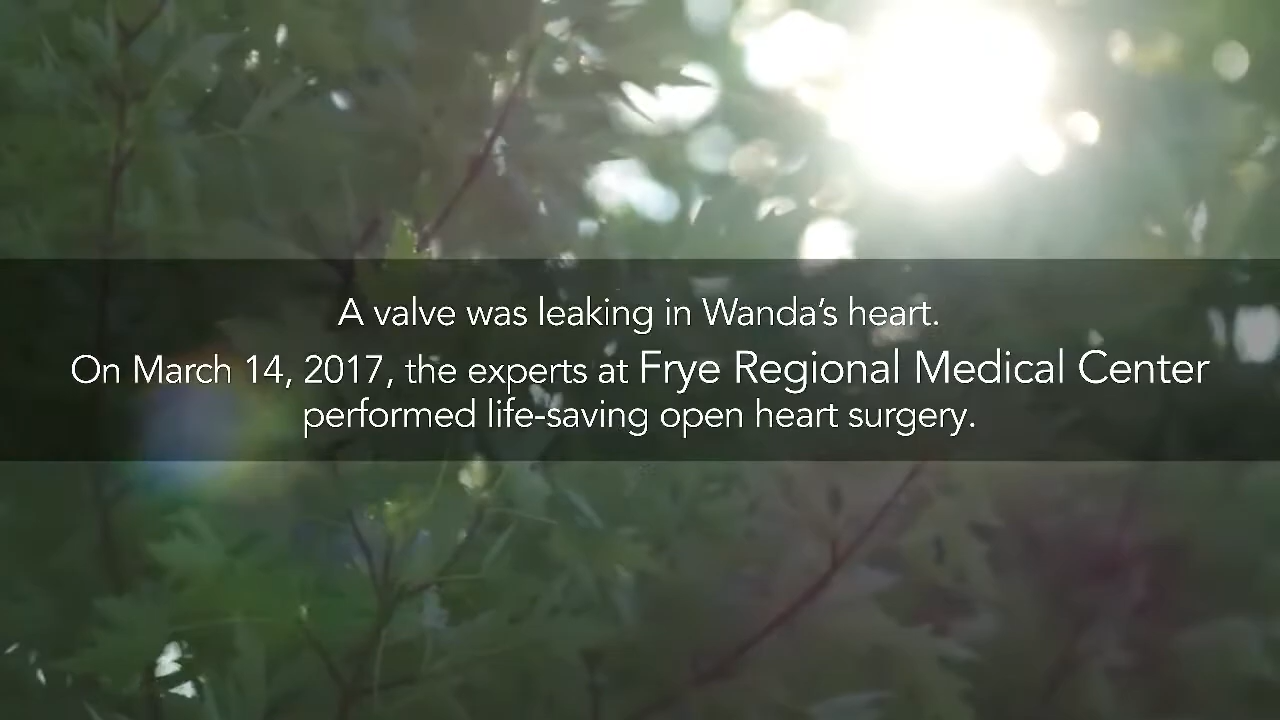 A valve was leaking in Wanda's heart.
On March 14, 2017, the experts at Frye Regional Medical Center
performed life-saving open heart surgery.